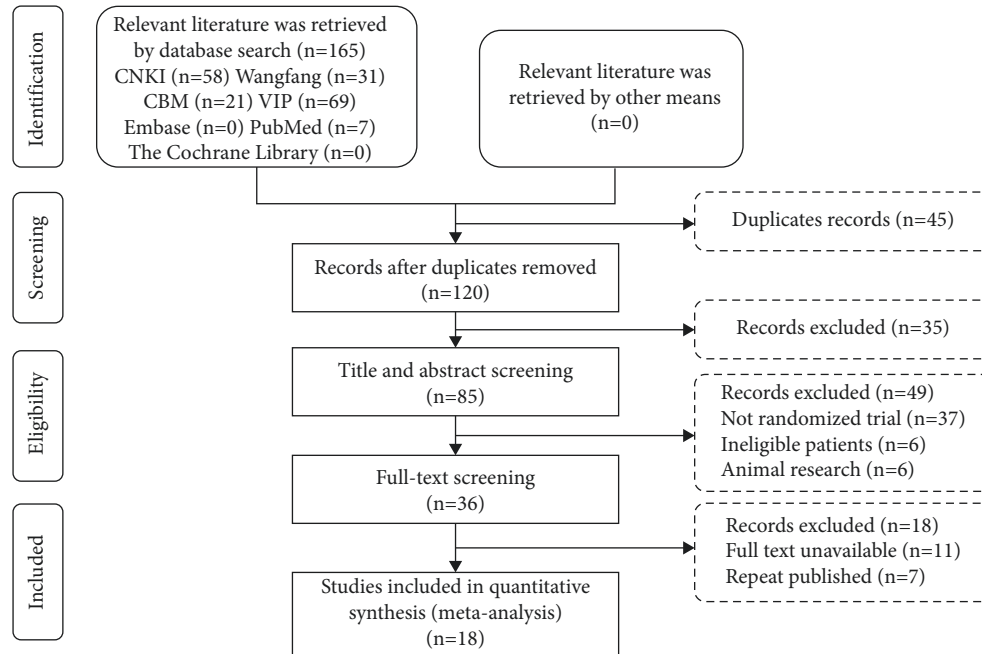 Identification
Relevant literature was retrieved
by database search (n=165)
CNKI (n=58) Wangfang (n=31)
CBM (n=21) VIP (n=69)
Embase (n=0) PubMed (n=7)
The Cochrane Library (n=0)
Relevant literature was
retrieved by other means
(n=0)
Screening
Duplicates records (n=45)
Records after duplicates removed
(n=120)
Records excluded (n=35)
Eligibility
Title and abstract screening
(n=85)
Records excluded (n=49)
Not randomized trial (n=37)
Ineligible patients (n=6)
Animal research (n=6)
Full-text screening
(n=36)
Included
Records excluded (n=18)
Full text unavailable (n=11)
Repeat published (n=7)
Studies included in quantitative
synthesis (meta-analysis)
(n=18)